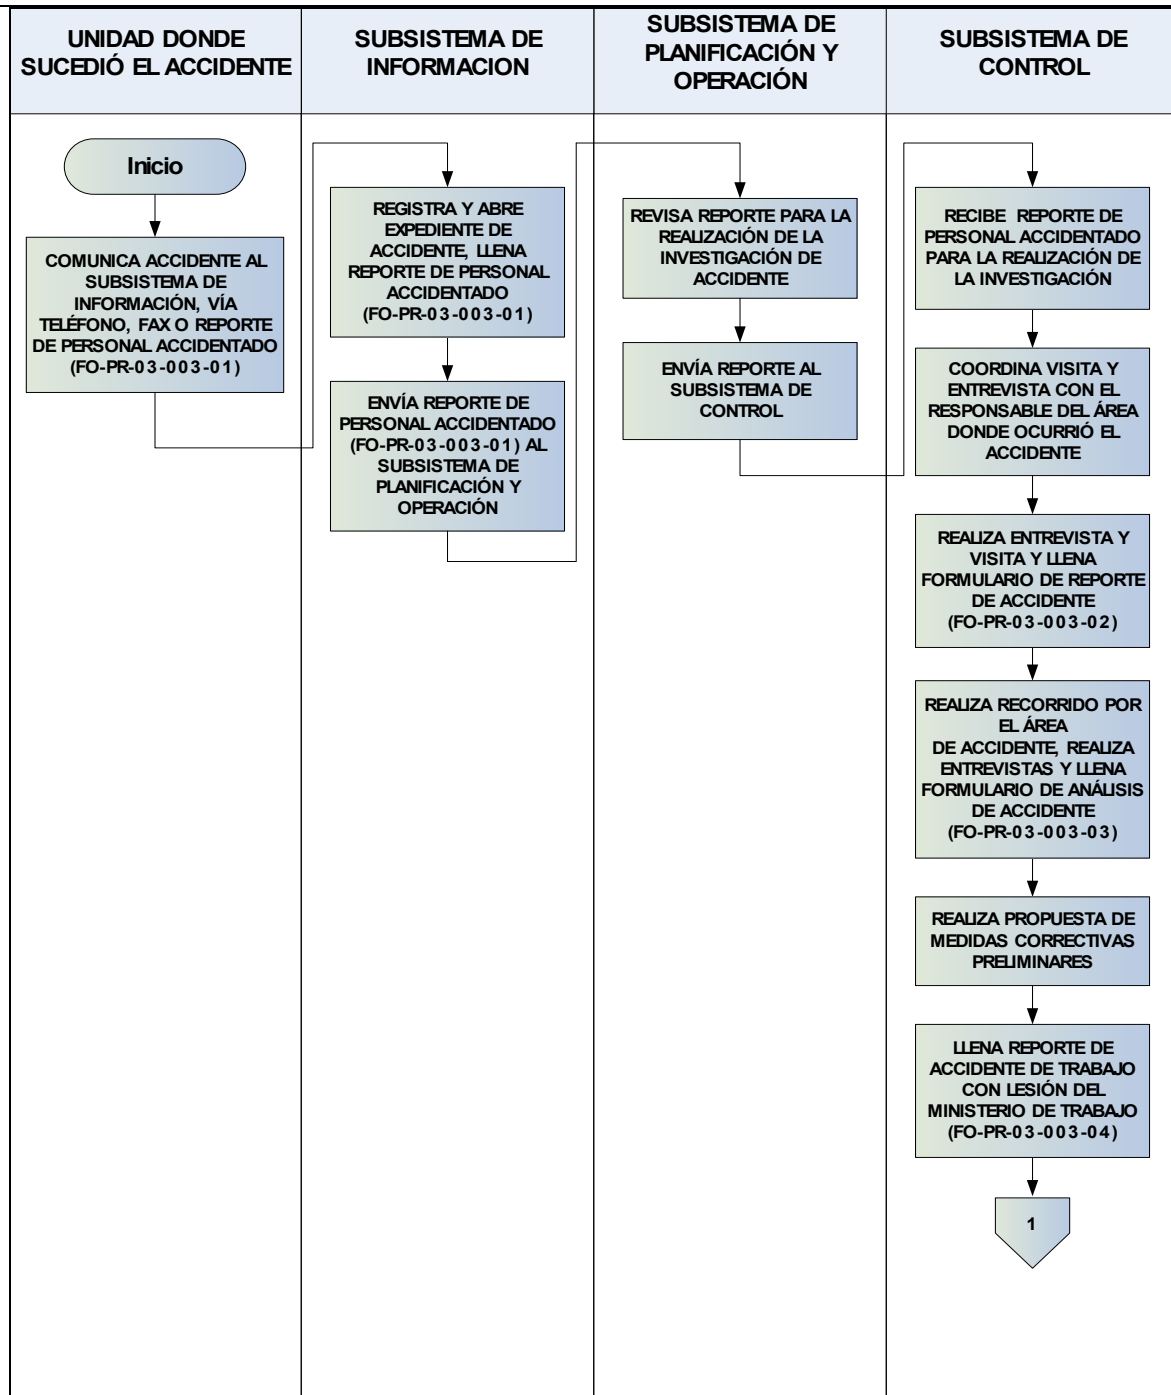 UNIDAD DONDE
SUCEDIÓ EL ACCIDENTE
SUBSISTEMA DE
INFORMACION
SUBSISTEMA DE
PLANIFICACIÓN Y
OPERACIÓN
SUBSISTEMA DE
CONTROL
Inicio
COMUNICA ACCIDENTE AL
SUBSISTEMA DE
INFORMACIÓN, VÍA
TELÉFONO, FAX O REPORTE
DE PERSONAL ACCIDENTADO
(FO-PR-03-003-01)
REGISTRA Y ABRE
EXPEDIENTE DE
ACCIDENTE, LLENA
REPORTE DE PERSONAL
ACCIDENTADO
(FO-PR-03-003-01)
ENVÍA REPORTE DE
PERSONAL ACCIDENTADO
(FO-PR-03-003-01) AL
SUBSISTEMA DE
PLANIFICACIÓN Y
OPERACIÓN
REVISA REPORTE PARA LA
REALIZACIÓN DE LA
INVESTIGACIÓN DE
ACCIDENTE
ENVÍA REPORTE AL
SUBSISTEMA DE
CONTROL
RECIBE REPORTE DE
PERSONAL ACCIDENTADO
PARA LA REALIZACIÓN DE
LA INVESTIGACIÓN
COORDINA VISITA Y
ENTREVISTA CON EL
RESPONSABLE DEL ÁREA
DONDE OCURRIÓ EL
ACCIDENTE
REALIZA ENTREVISTA Y
VISITA Y LLENA
FORMULARIO DE REPORTE
DE ACCIDENTE
(FO-PR-03-003-02)
REALIZA RECORRIDO POR
EL ÁREA
DE ACCIDENTE, REALIZA
ENTREVISTAS Y LLENA
FORMULARIO DE ANÁLISIS
DE ACCIDENTE
(FO-PR-03-003-03)
REALIZA PROPUESTA DE
MEDIDAS CORRECTIVAS
PRELIMINARES
LLENA REPORTE DE
ACCIDENTE DE TRABAJO
CON LESIÓN DEL
MINISTERIO DE TRABAJO
(FO-PR-03-003-04)
1